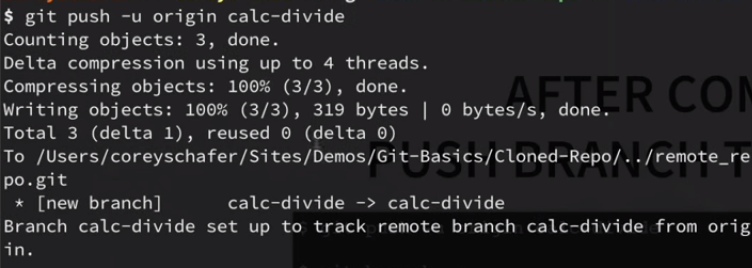 $ git push -u origin calc-divide
Counting objects: 3, done.
Delta compression using up to 4 threads.
Compressing objects: 100% (3/3), done.
Writing objects: 100% (3/3), 319 bytes | 0 bytes/s, done.
Total 3 (delta 1), reused 0 (delta 0)
To /Users/coreyschafer/Sites/Demos/Git-Basics/Cloned-Repo/../remote_re
po.git
 * [new branch]      calc-divide -> calc-divide
Branch calc-divide set up to track remote branch calc-divide from orig
in.
AFTER COM
PUSH BRANCH T